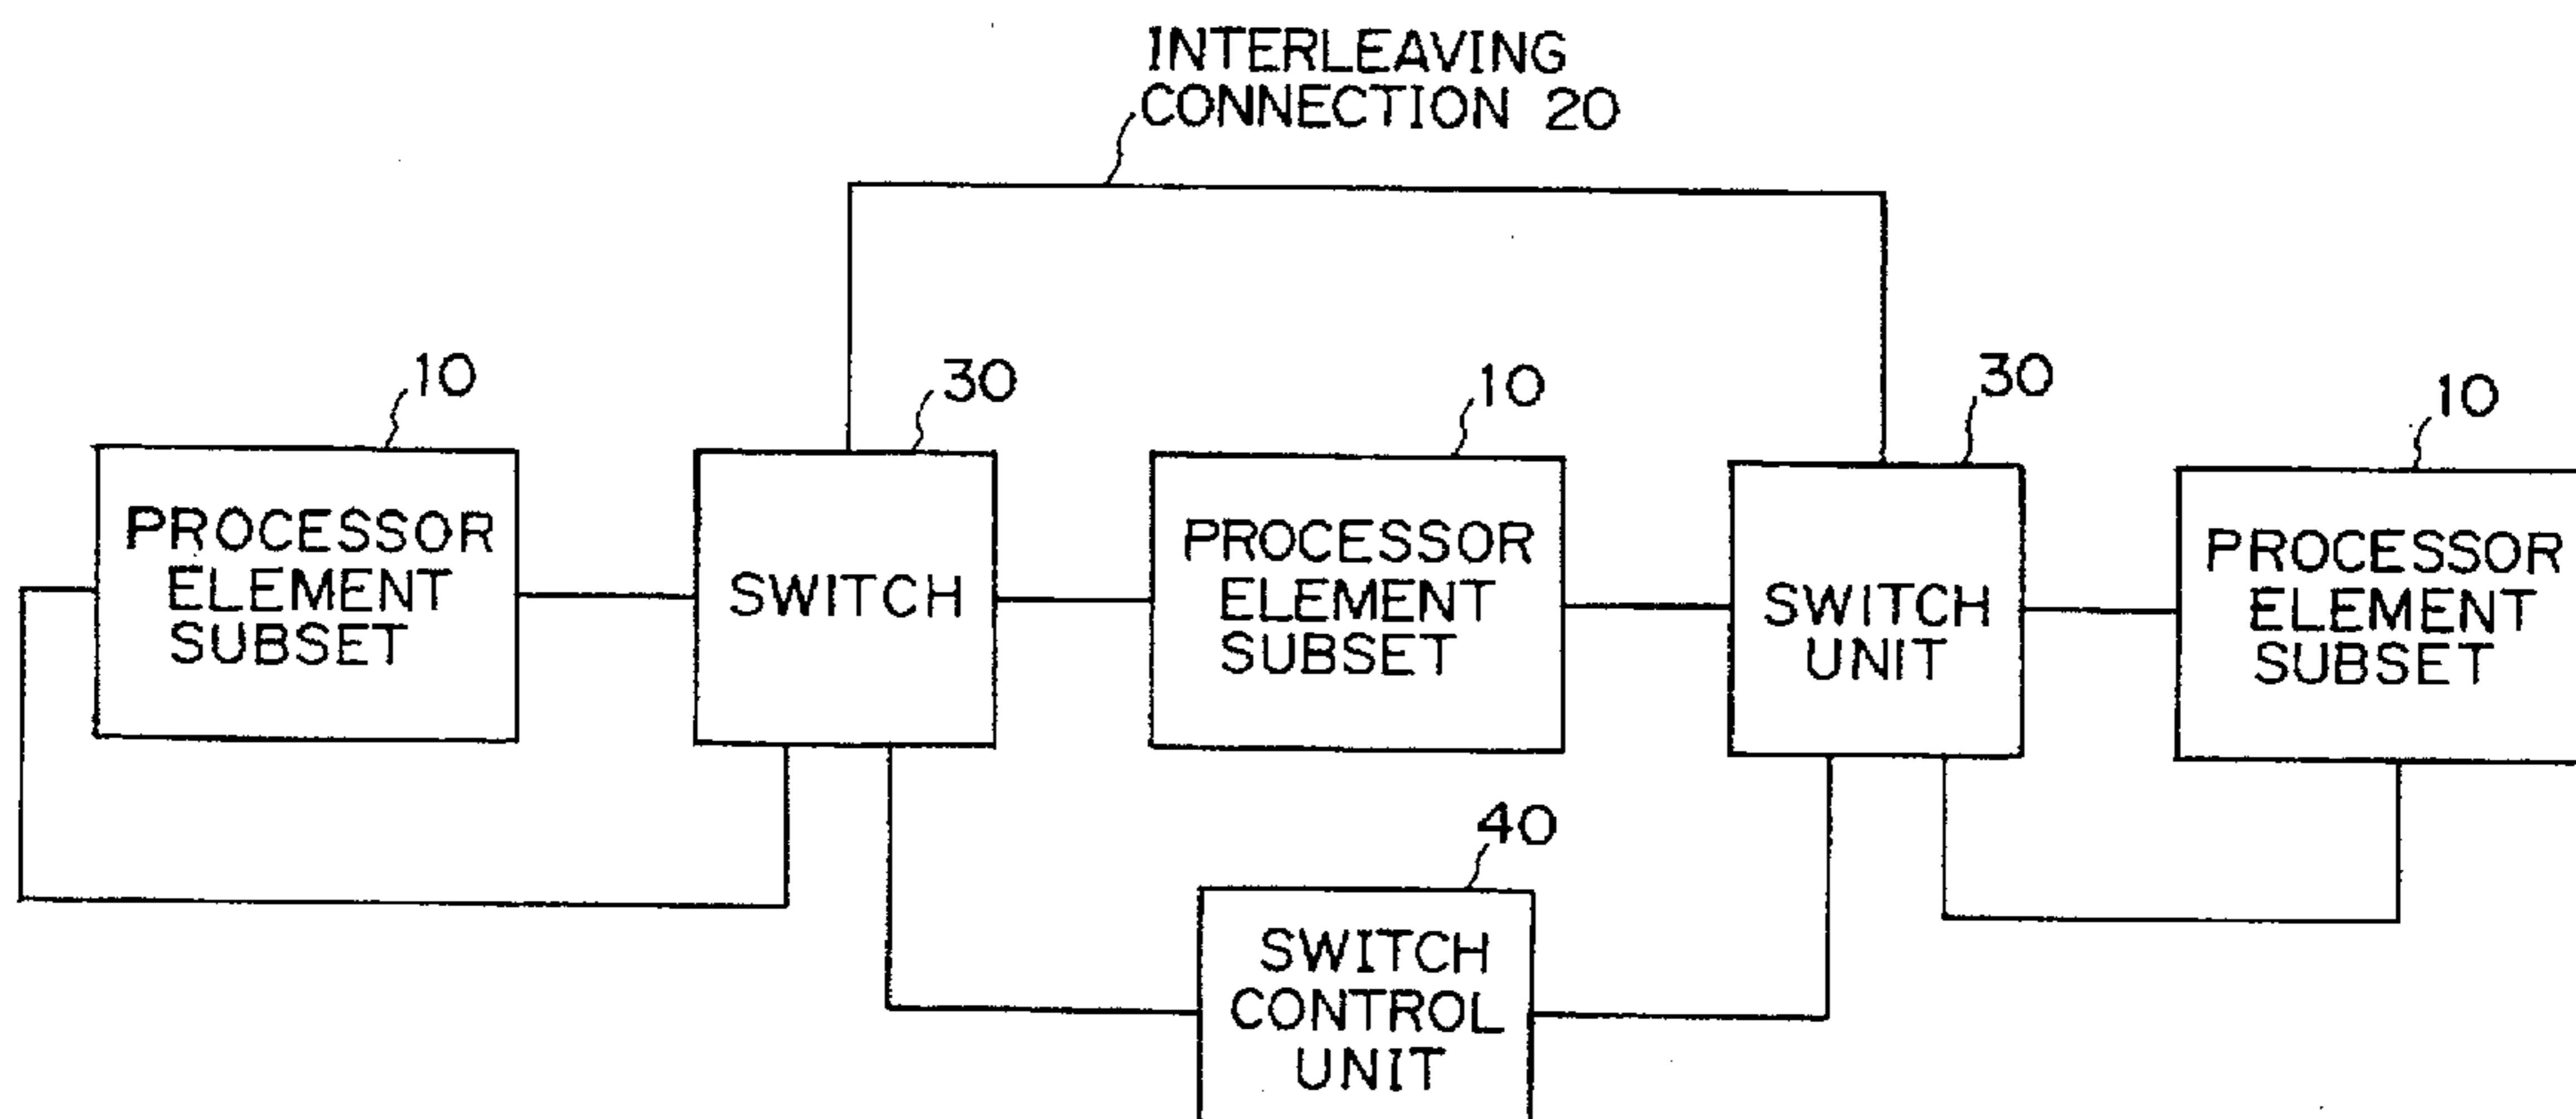 INTERLEAVING
CONNECTION 20
10
30
10
30
10
PROCESSOR
ELEMENT
SUBSET
SWITCH
PROCESSOR
ELEMENT
SUBSET
SWITCH
UNIT
PROCESSOR
ELEMENT
SUBSET
40
SWITCH
CONTROL
UNIT